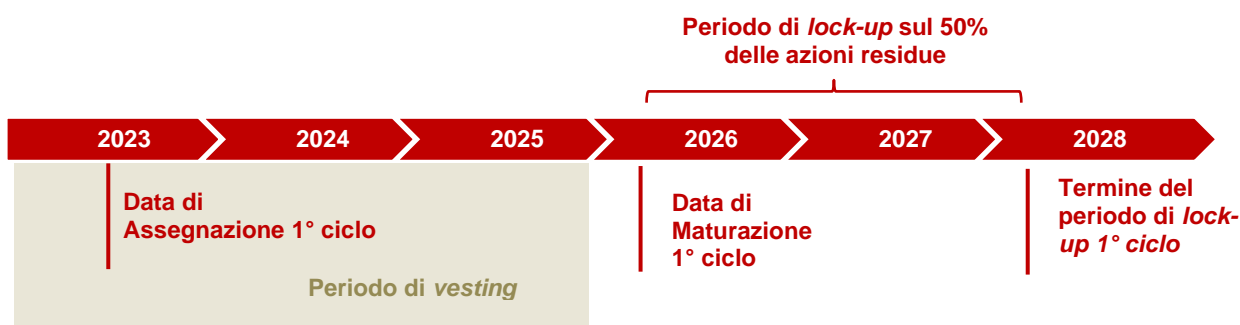 Periodo di lock-up sul 50%
delle azioni residue
2023 2024 2025 2026 2027 2028
Data di
Assegnazione 1° ciclo
Data di
Maturazione
1° ciclo
Termine del
periodo di lock-
up 1° ciclo
Periodo di vesting